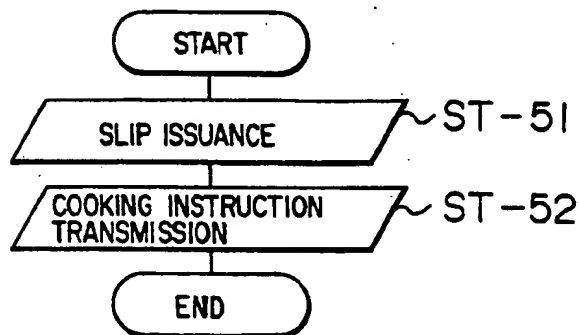 START
SLIP ISSUANCE
ST-51
COOKING INSTRUCTION
TRANSMISSION
ST-52
END